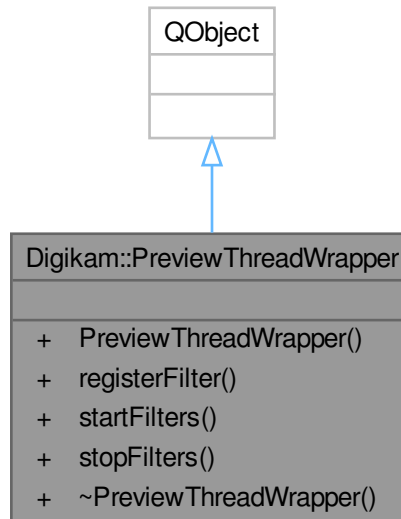 QObject
Digikam::PreviewThreadWrapper
+ PreviewThreadWrapper()
+ registerFilter()
+ startFilters()
+ stopFilters()
+ ~PreviewThreadWrapper()